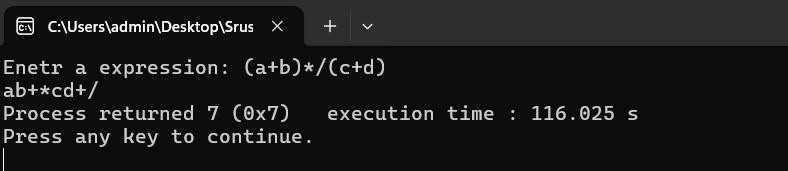 C:\Users\admin\Desktop\Srus
Enetr a expression: (a+b)*/(c+d)
ab+*cd+/
Process returned 7 (0x7)   execution time : 116.025 s
Press any key to continue.